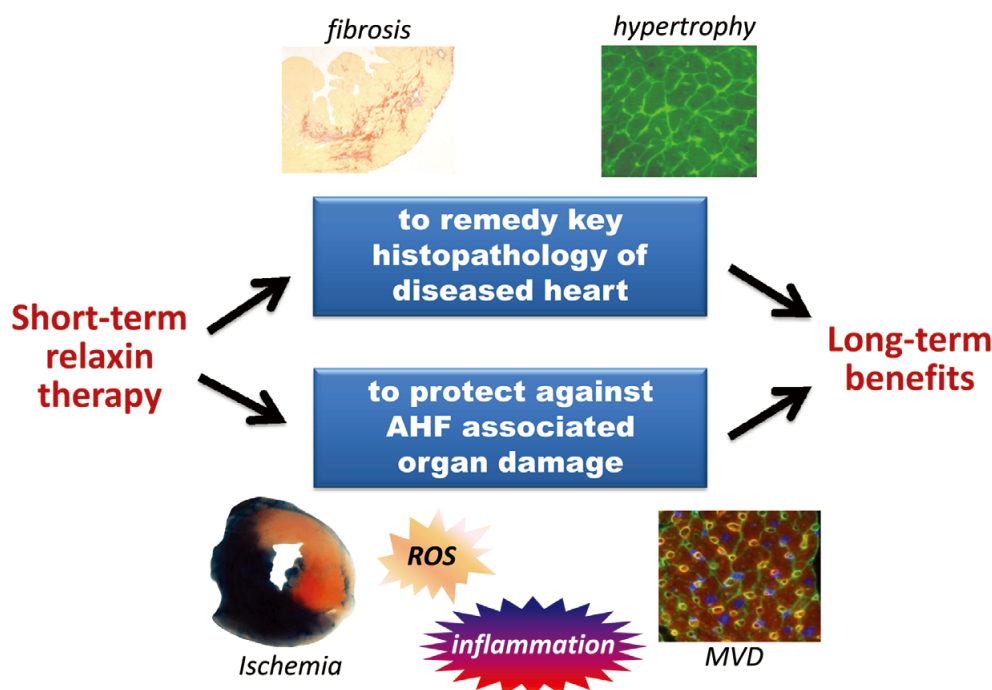 fibrosis
hypertrophy
to remedy key
histopathology of
diseased heart
Short-term
relaxin
therapy
Long-term
benefits
to protect against
AHF associated
organ damage
ROS
inflammation
Ischemia
MVD